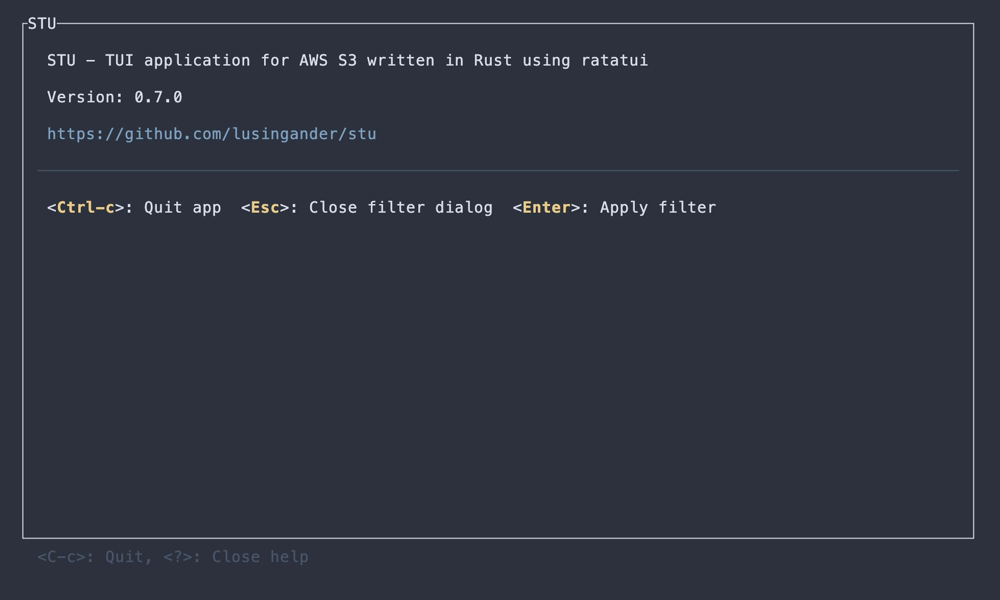 STU
STU – TUI application for AWS S3 written in Rust using ratatui
Version: 0.7.0
https://github.com/lusingander/stu
<Ctrl-c>: Quit app  <Esc>: Close filter dialog  <Enter>: Apply filter
<C-c>: Quit, <?>: Close help